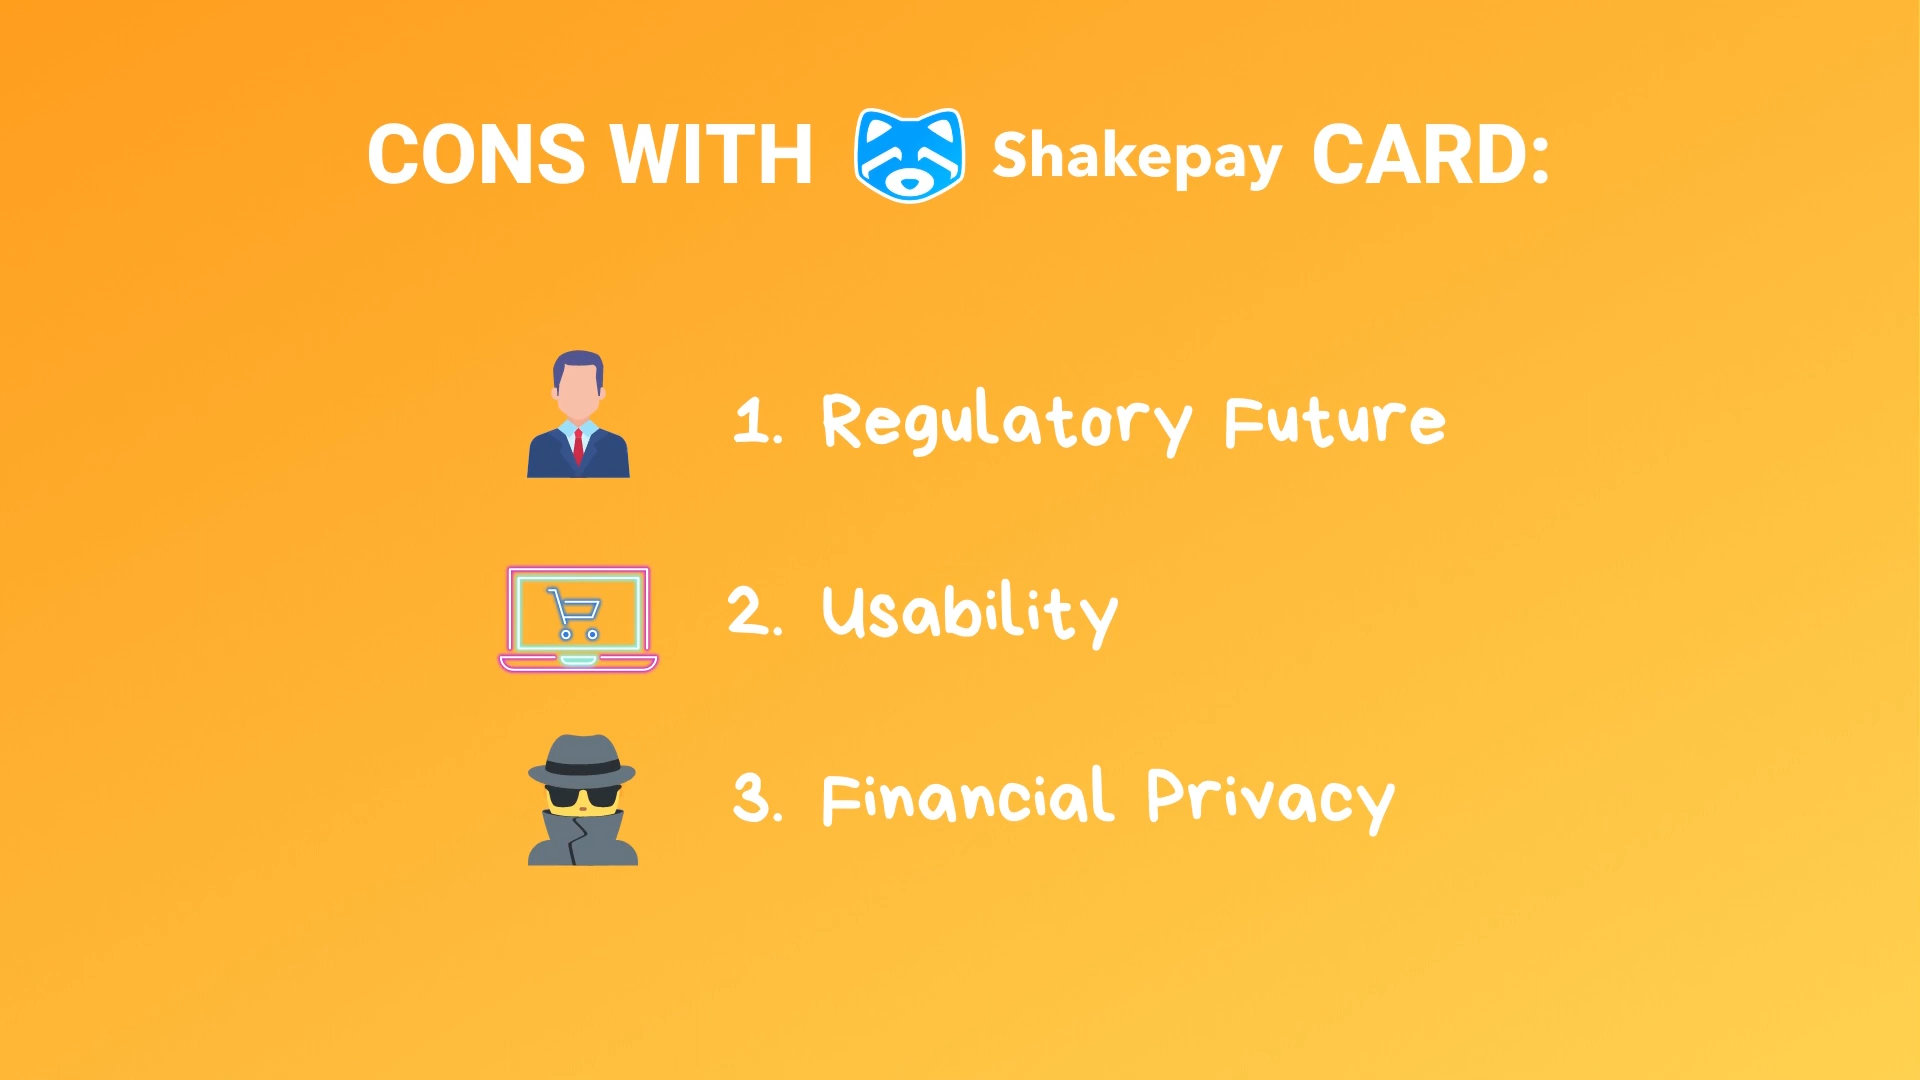 CONS WITH Shakepay CARD:
1. Regulatory Future
2. Usability
3. Financial Privacy